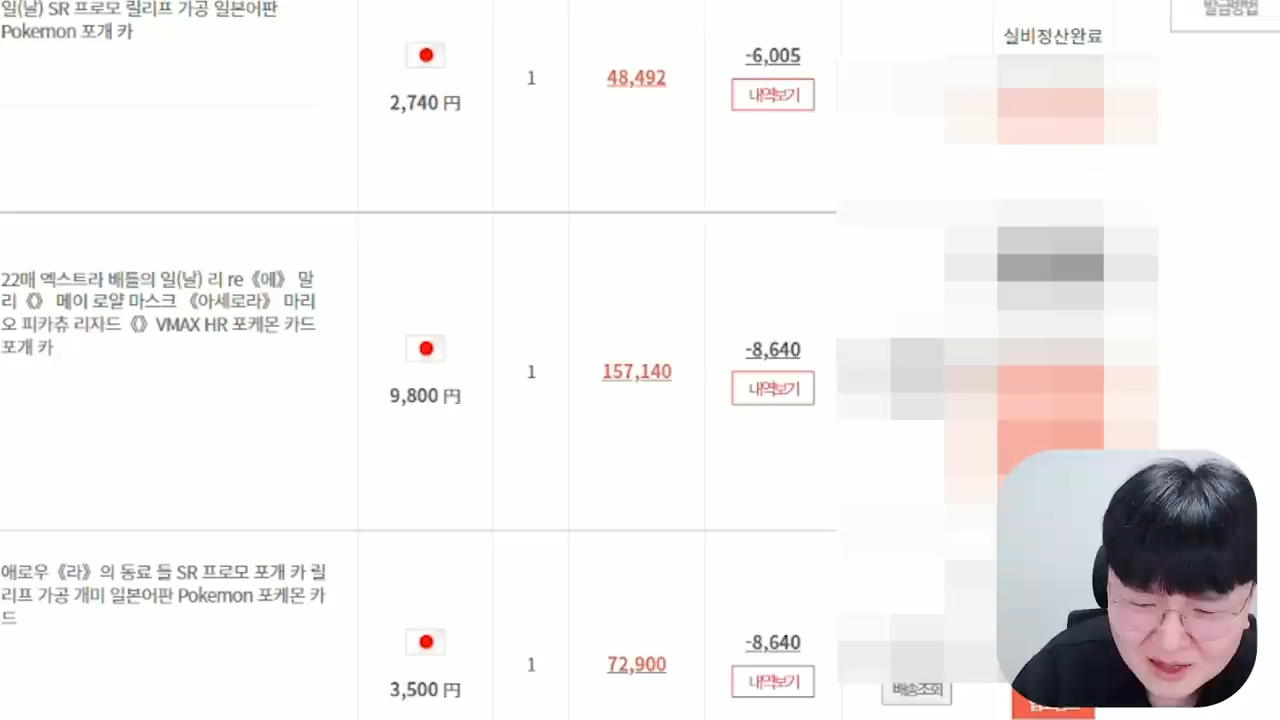 일(날) SR 프로모 릴리프 가공 일본어판
Pokemon 포개 카
2,740 円
1
48,492
-6,005
내역보기
실비정산완료
발급방법
22매 엑스트라 배틀의 일(날) 리 re《에》 말
리《》 메이 로얄 마스크 《아세로라》 마리
오 피카츄 리자드《》VMAX HR 포케몬 카드
포개 카
9,800 円
1
157,140
-8,640
내역보기
애로우《라》의 동료 들 SR 프로모 포개 카 릴
리프 가공 개미 일본어판 Pokemon 포케몬 카
드
3,500 円
1
72,900
-8,640
내역보기
배송조회